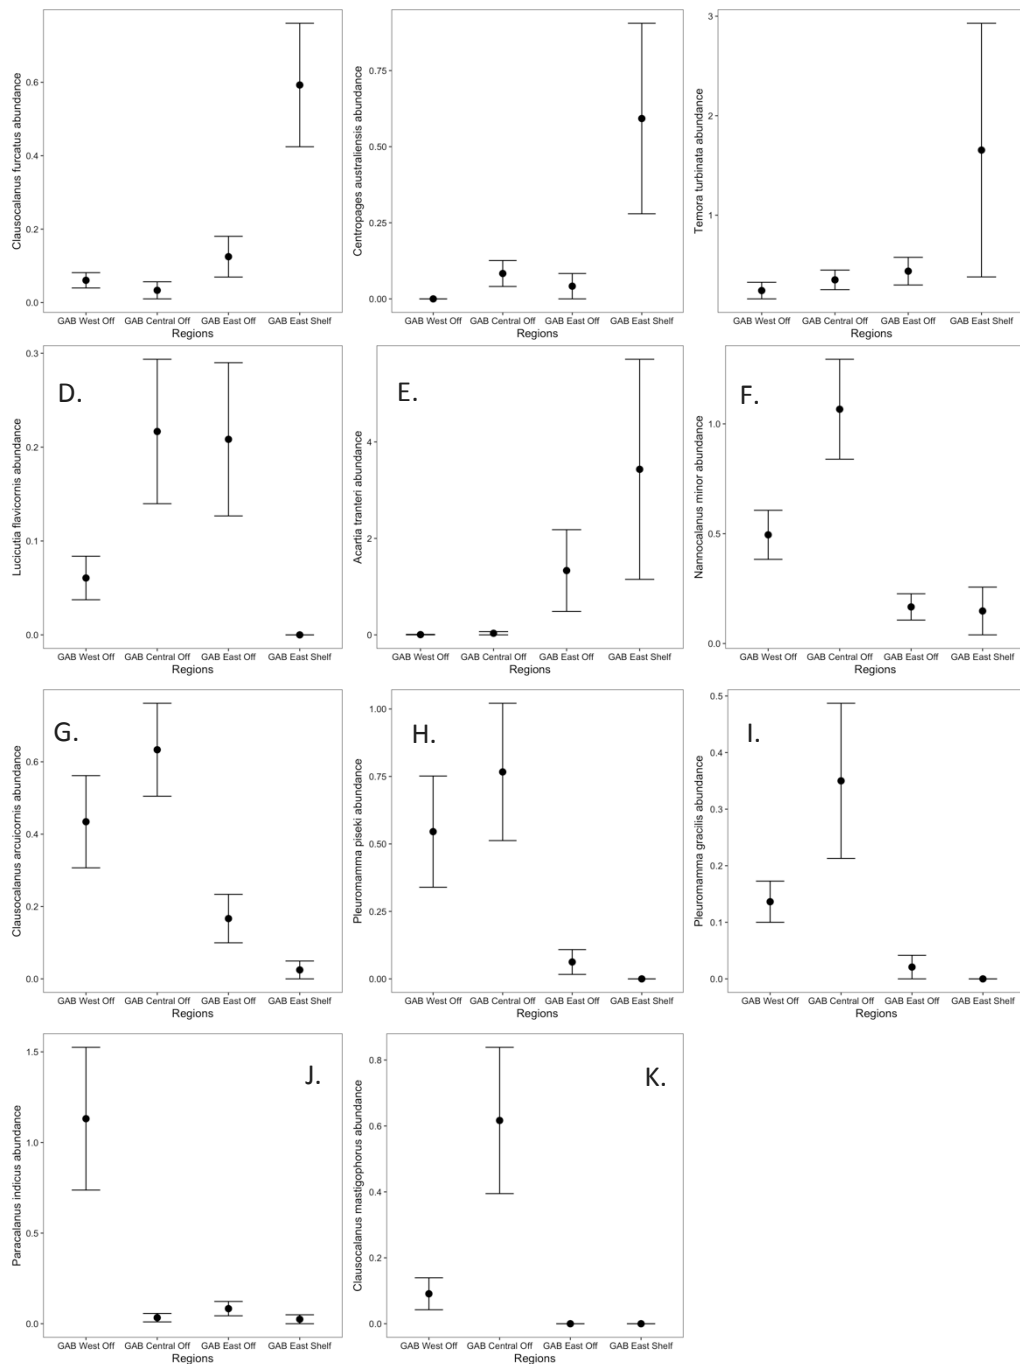 Clausocalanus furcatus abundance
0.6
0.4
0.2
0.0
GAB West Off GAB Central Off GAB East Off GAB East Shelf
Regions
Centropages australiensis abundance
0.75
0.50
0.25
0.00
GAB West Off GAB Central Off GAB East Off GAB East Shelf
Regions
Temora turbinata abundance
3
2
1
GAB West Off GAB Central Off GAB East Off GAB East Shelf
Regions
D.
Lucicutia flavicornis abundance
0.3
0.2
0.1
0.0
GAB West Off GAB Central Off GAB East Off GAB East Shelf
Regions
E.
Acartia tranteri abundance
4
2
0
GAB West Off GAB Central Off GAB East Off GAB East Shelf
Regions
F.
Nannocalanus minor abundance
1.0
0.5
0.0
GAB West Off GAB Central Off GAB East Off GAB East Shelf
Regions
G.
Clausocalanus arcuicornis abundance
0.6
0.4
0.2
0.0
GAB West Off GAB Central Off GAB East Off GAB East Shelf
Regions
H.
Pleuromamma piseki abundance
1.00
0.75
0.50
0.25
0.00
GAB West Off GAB Central Off GAB East Off GAB East Shelf
Regions
I.
Pleuromamma gracilis abundance
0.5
0.4
0.3
0.2
0.1
0.0
GAB West Off GAB Central Off GAB East Off GAB East Shelf
Regions
J.
Paracalanus indicus abundance
1.5
1.0
0.5
0.0
GAB West Off GAB Central Off GAB East Off GAB East Shelf
Regions
K.
Clausocalanus mastigophorus abundance
0.8
0.6
0.4
0.2
0.0
GAB West Off GAB Central Off GAB East Off GAB East Shelf
Regions